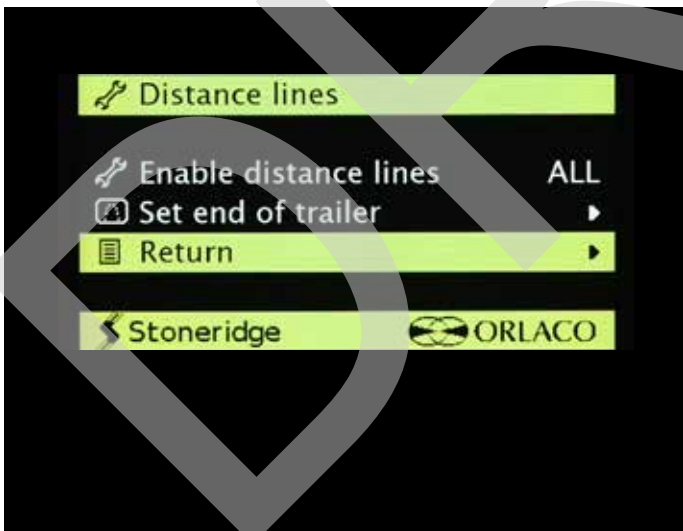 Distance lines
Enable distance lines ALL
Set end of trailer
Return
Stoneridge ORLACO